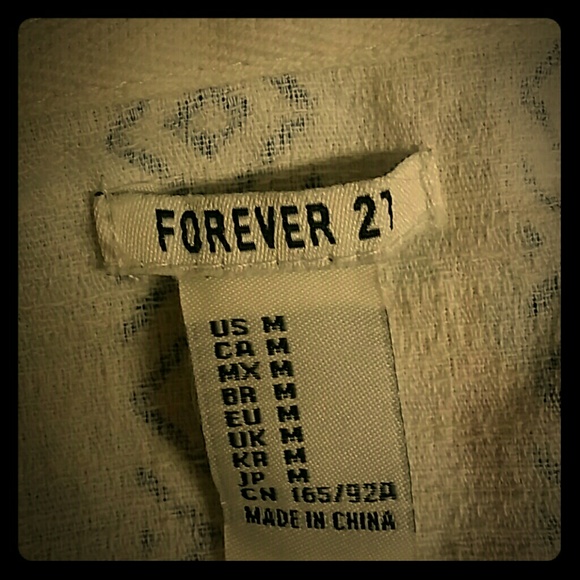 FOREVER 21
US M
CA M
MX M
BR M
EU M
UK M
KR M
JP M
CN 165/92A
MADE IN CHINA